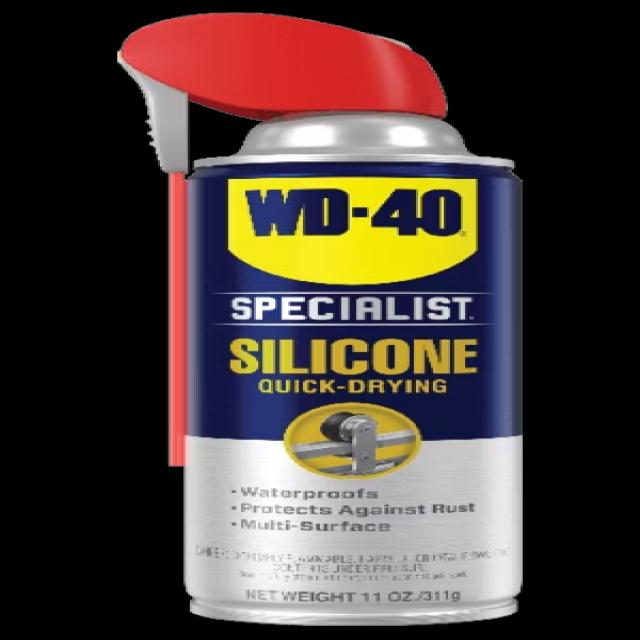 WD-40
SPECIALIST
SILICONE
QUICK-DRYING
• Waterproofs
• Protects Against Rust
• Multi-Surface
NET WEIGHT 11 OZ./311g